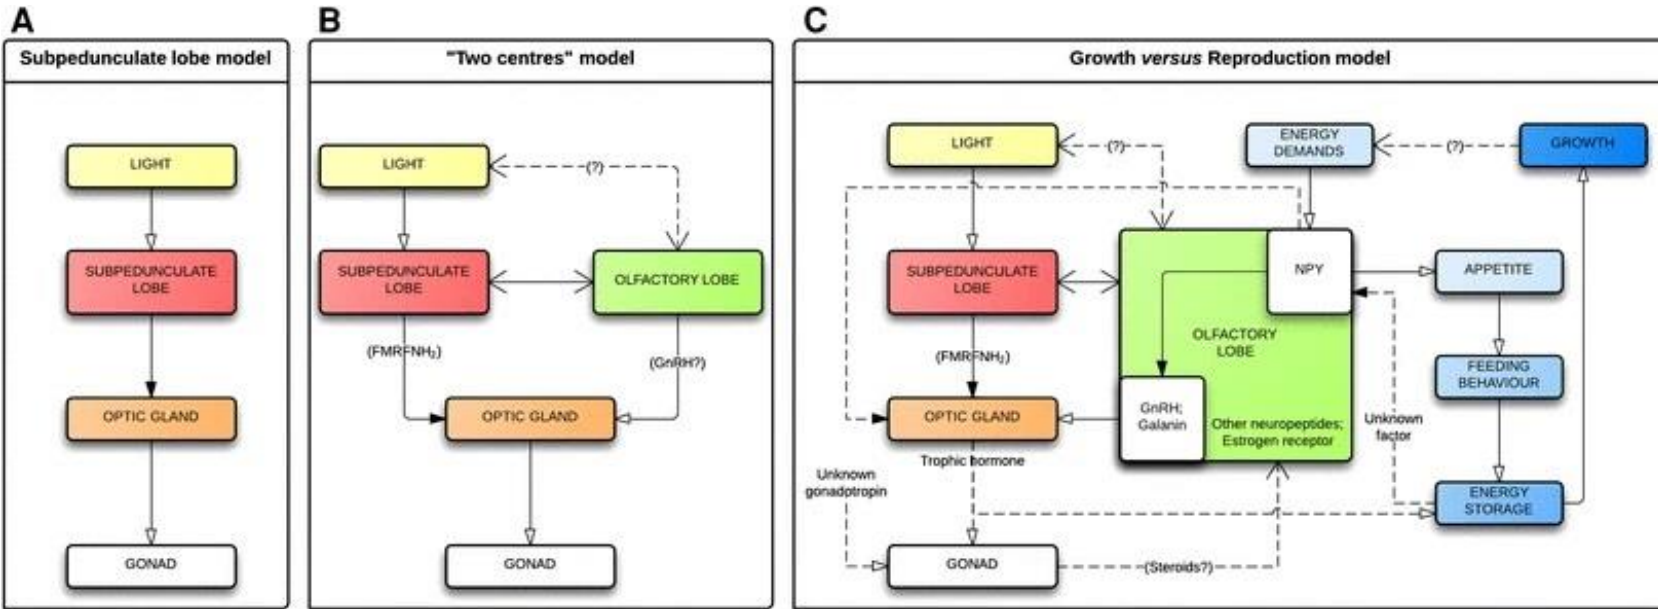 A
Subpedunculate lobe model
LIGHT
SUBPEDUNCULATE
LOBE
OPTIC GLAND
GONAD
B
"Two centres" model
LIGHT
(?)
SUBPEDUNCULATE
LOBE
OLFACTORY LOBE
(FMRFNH₂)
(GnRH?)
OPTIC GLAND
GONAD
C
Growth versus Reproduction model
LIGHT
(?)
ENERGY
DEMANDS
(?)
GROWTH
SUBPEDUNCULATE
LOBE
NPY
APPETITE
OLFACTORY
LOBE
(FMRFNH₂)
FEEDING
BEHAVIOUR
OPTIC GLAND
GnRH;
Galanin
Other neuropeptides;
Estrogen receptor
Unknown
factor
Trophic hormone
Unknown
gonadotropin
ENERGY
STORAGE
GONAD
(Steroids?)